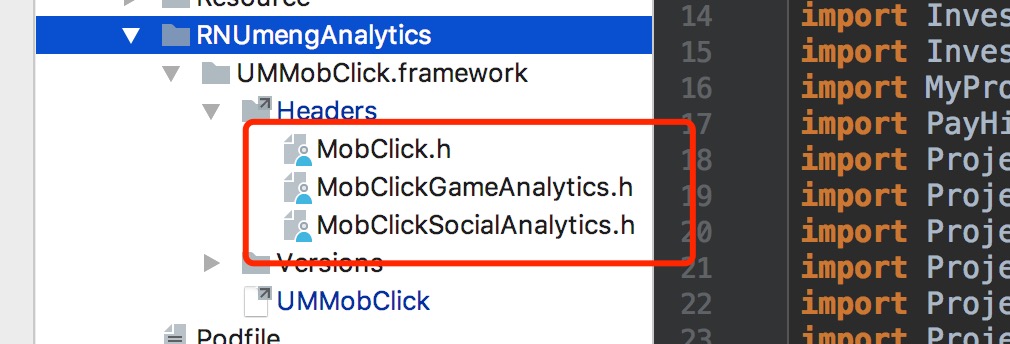 Resource
RNUmengAnalytics
UMMobClick.framework
Headers
MobClick.h
MobClickGameAnalytics.h
MobClickSocialAnalytics.h
Versions
UMMobClick
Podfile
14 import Inves
15 import Inves
16 import MyPro
17 import PayHi
18 import Proje
19 import Proje
20 import Proje
21 import Proje
22 import Proje
23 import Proje